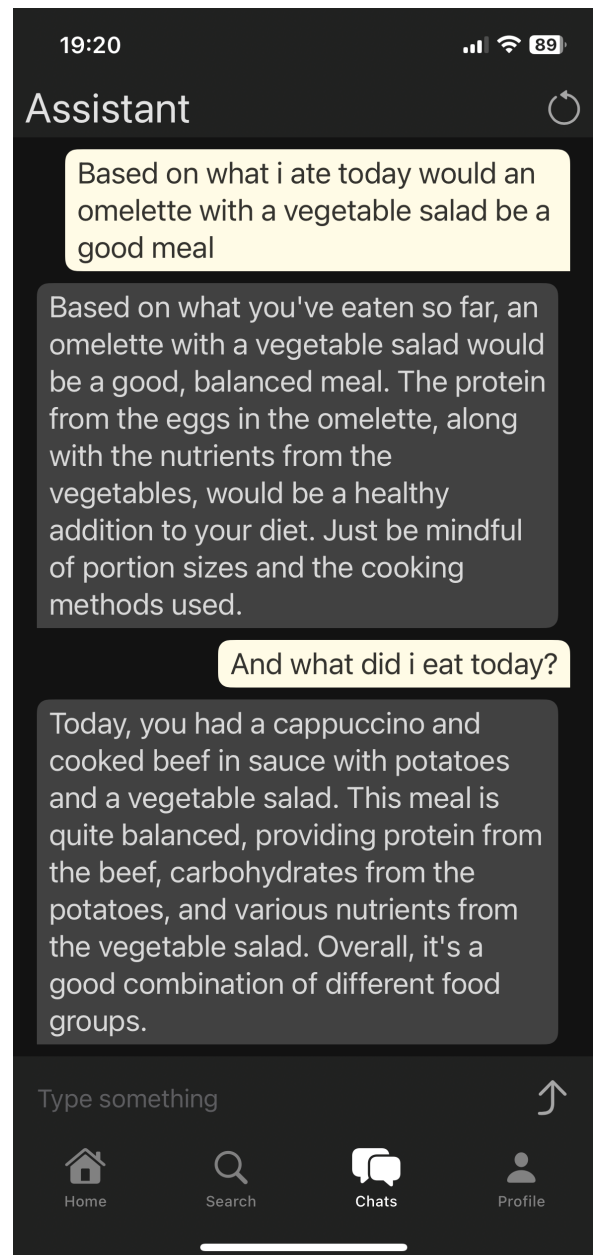 19:20
89
Assistant
Based on what i ate today would an
omelette with a vegetable salad be a
good meal
Based on what you've eaten so far, an
omelette with a vegetable salad would
be a good, balanced meal. The protein
from the eggs in the omelette, along
with the nutrients from the
vegetables, would be a healthy
addition to your diet. Just be mindful
of portion sizes and the cooking
methods used.
And what did i eat today?
Today, you had a cappuccino and
cooked beef in sauce with potatoes
and a vegetable salad. This meal is
quite balanced, providing protein from
the beef, carbohydrates from the
potatoes, and various nutrients from
the vegetable salad. Overall, it's a
good combination of different food
groups.
Type something
Home
Search
Chats
Profile